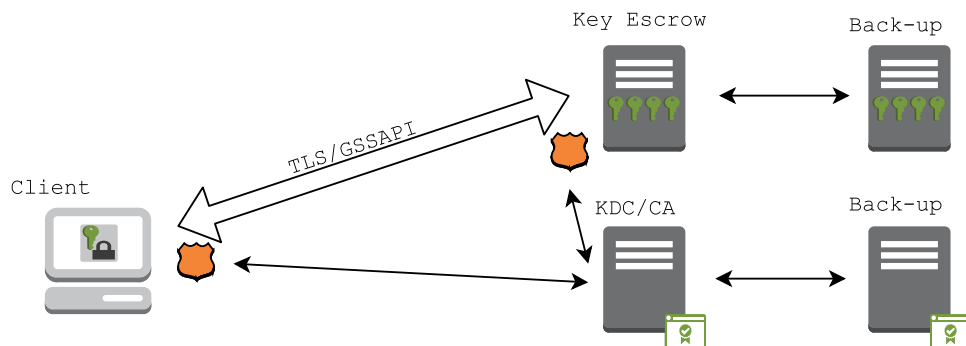 Key Escrow
Back-up
TLS/GSSAPI
Client
KDC/CA
Back-up